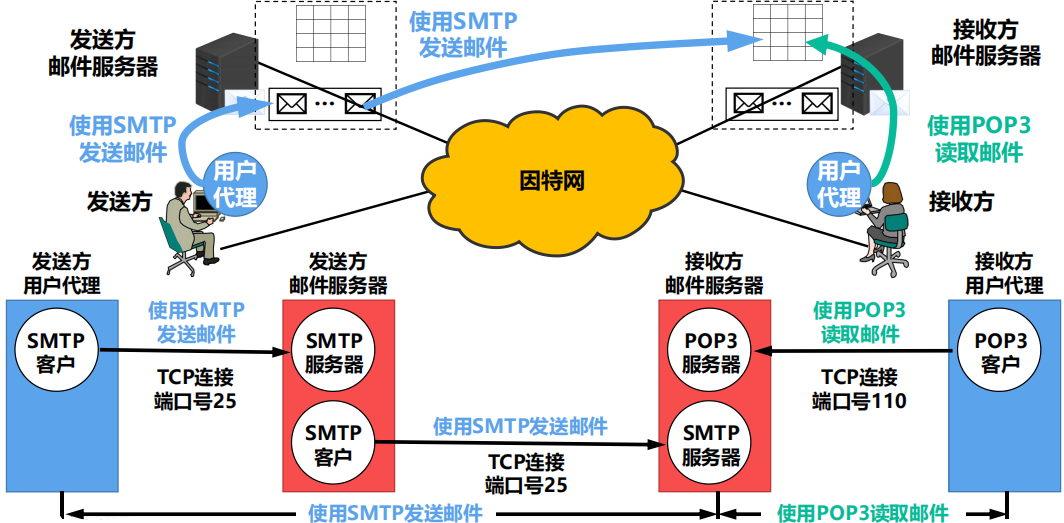 使用SMTP
发送邮件
发送方
邮件服务器
接收方
邮件服务器
...
...
使用SMTP
发送邮件
使用POP3
读取邮件
用户
代理
用户
代理
因特网
发送方
接收方
发送方
用户代理
发送方
邮件服务器
接收方
邮件服务器
接收方
用户代理
SMTP
客户
使用SMTP
发送邮件
TCP连接
端口号25
SMTP
服务器
POP3
服务器
使用POP3
读取邮件
TCP连接
端口号110
POP3
客户
SMTP
客户
使用SMTP发送邮件
TCP连接
端口号25
SMTP
服务器
使用SMTP发送邮件
使用POP3读取邮件